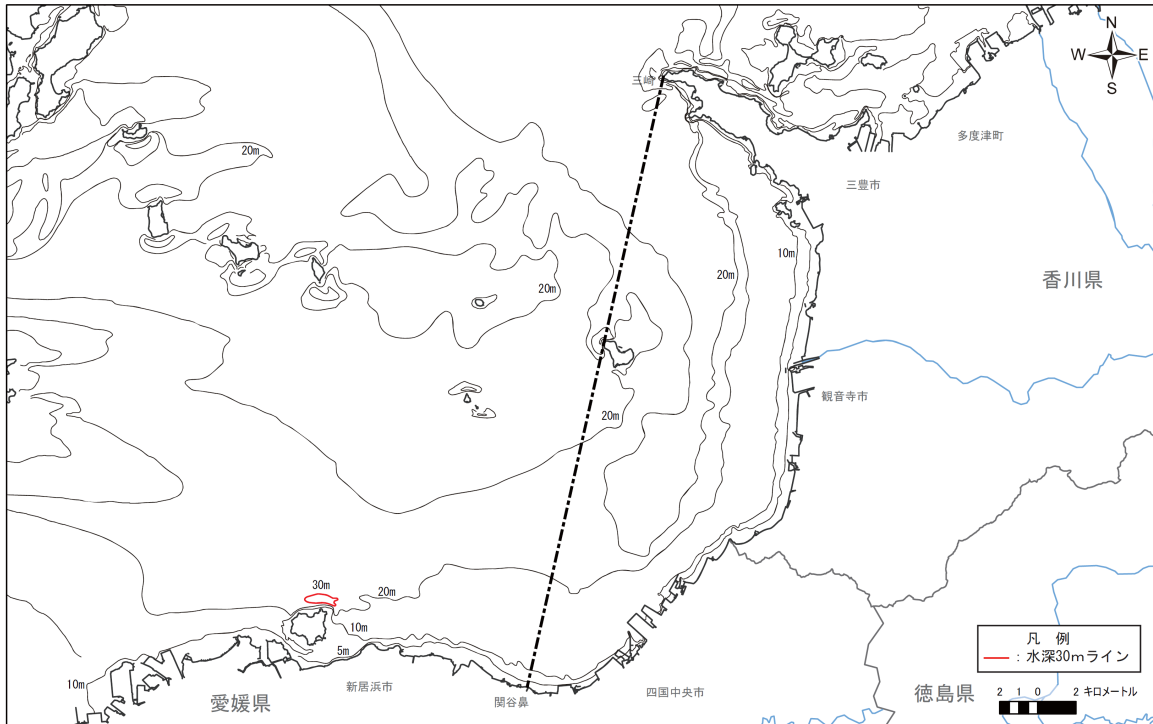 N
W E
S
三崎
多度津町
20m
三豊市
10m
20m
香川県
20m
20m
観音寺市
30m
20m
10m
5m
凡 例
：水深30mライン
10m
新居浜市
愛媛県
関谷鼻
四国中央市
徳島県
2 1 0 2 キロメートル